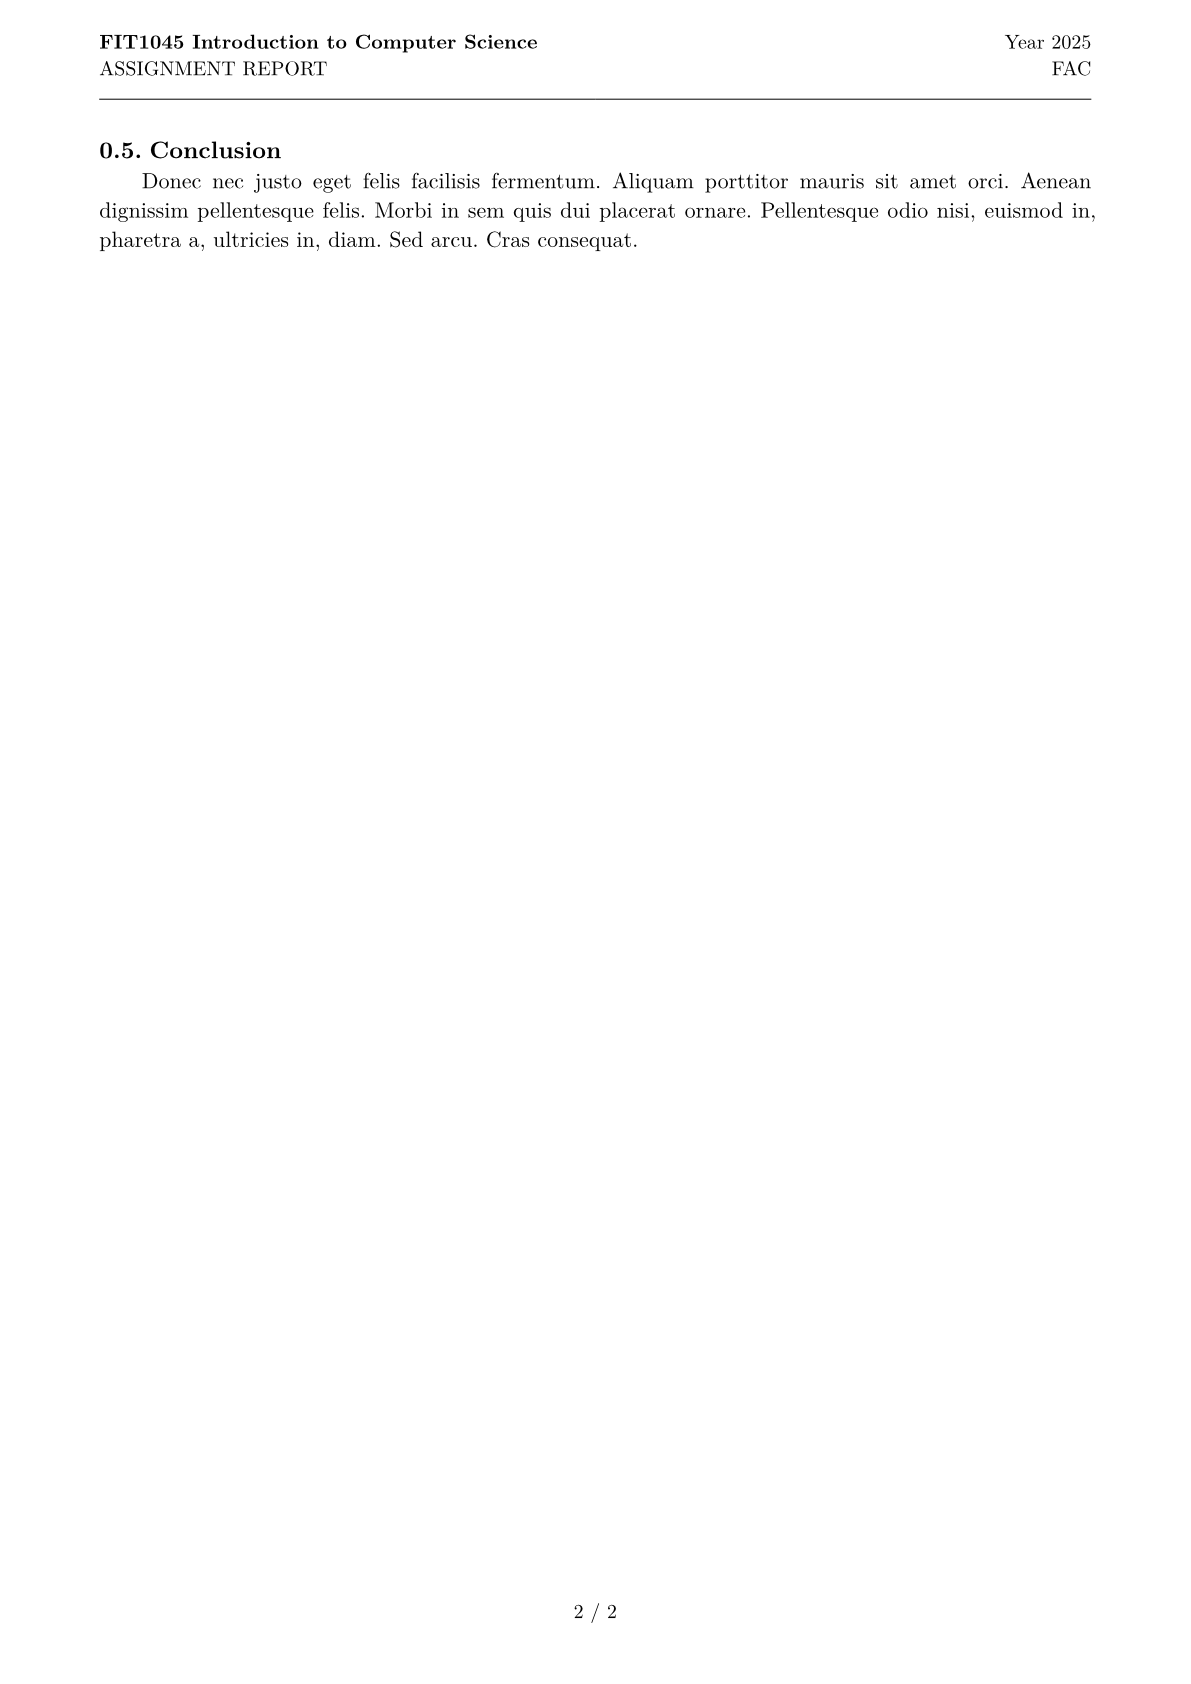 FIT1045 Introduction to Computer Science Year 2025
ASSIGNMENT REPORT FAC
0.5. Conclusion
Donec nec justo eget felis facilisis fermentum. Aliquam porttitor mauris sit amet orci. Aenean
dignissim pellentesque felis. Morbi in sem quis dui placerat ornare. Pellentesque odio nisi, euismod in,
pharetra a, ultricies in, diam. Sed arcu. Cras consequat.
2 / 2